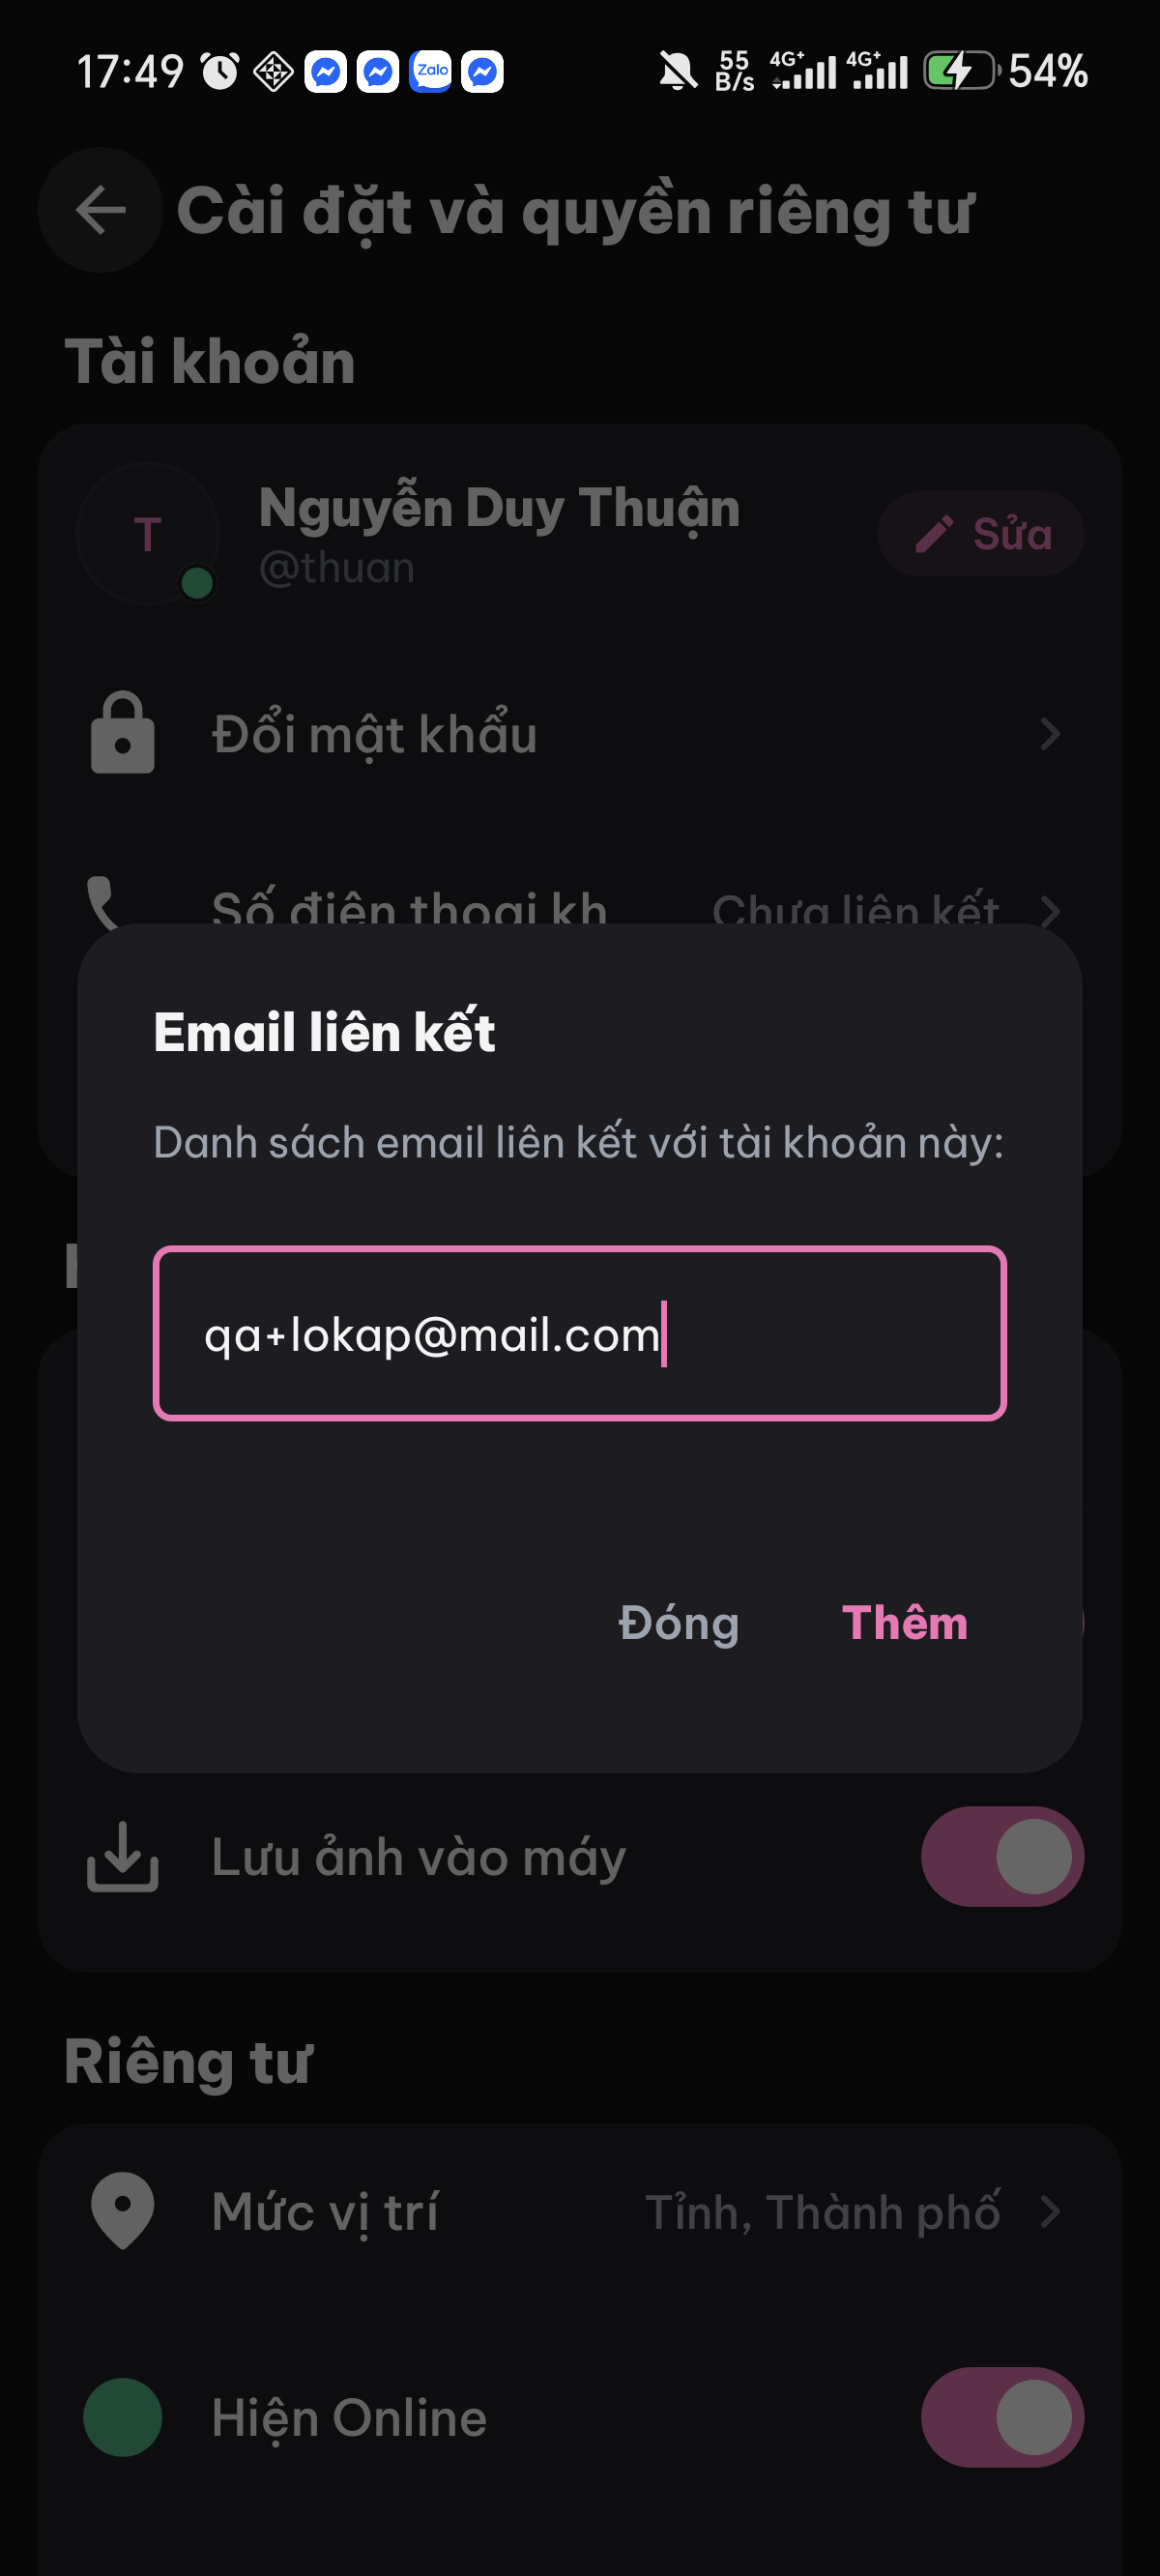 17:49
Zalo
55
B/s
4G+
4G+
54%
Cài đặt và quyền riêng tư
Tài khoản
T
Nguyễn Duy Thuận
@thuan
Sửa
Đổi mật khẩu
Số điện thoại kh
Chưa liên kết
Email liên kết
Danh sách email liên kết với tài khoản này:
qa+lokap@mail.com
Đóng
Thêm
Lưu ảnh vào máy
Riêng tư
Mức vị trí
Tỉnh, Thành phố
Hiện Online